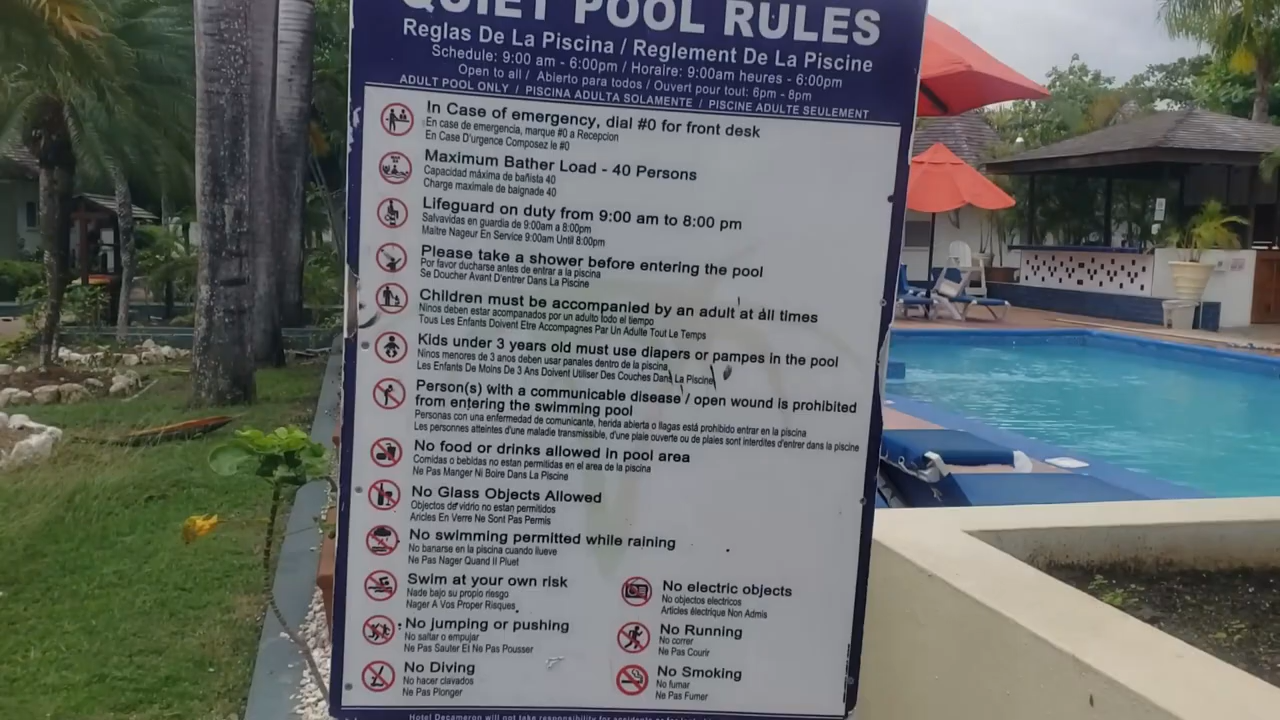 QUIET POOL RULES
Reglas De La Piscina / Reglement De La Piscine
Schedule: 9:00 am - 6:00pm / Horaire: 9:00am heures - 6:00pm
Open to all / Abierto para todos / Ouvert pour tout: 6pm - 8pm
ADULT POOL ONLY / PISCINA ADULTA SOLAMENTE / PISCINE ADULTE SEULEMENT
In Case of emergency, dial #0 for front desk
En case de emergencia, marque #0 a Recepcion
En Case D'urgence Composez le #0
Maximum Bather Load - 40 Persons
Capacidad máxima de bañista 40
Charge maximale de baignade 40
Lifeguard on duty from 9:00 am to 8:00 pm
Salvavidas en guardia de 9:00am a 8:00pm
Maitre Nageur En Service 9:00am Until 8:00pm
Please take a shower before entering the pool
Por favor ducharse antes de entrar a la piscina
Se Doucher Avant D'entrer Dans La Piscine
Children must be accompanied by an adult at all times
Ninos deben estar acompanados por un adulto todo el tiempo
Tous Les Enfants Doivent Etre Accompagnes Par Un Adulte Tout Le Temps
Kids under 3 years old must use diapers or pampes in the pool
Ninos menores de 3 anos deben usar panales dentro de la piscina
Les Enfants De Moins De 3 Ans Doivent Utiliser Des Couches Dans La Piscine
Person(s) with a communicable disease / open wound is prohibited
from entering the swimming pool
Personas con una enfermedad de comunicante, herida abierta o llagas está prohibido entrar en la piscina
Les personnes atteintes d'une maladie transmissible, d'une plaie ouverte ou de plaies sont interdites d'entrer dans la piscine
No food or drinks allowed in pool area
Comidas o bebidas no estan permitidas en el area de la piscina
Ne Pas Manger Ni Boire Dans La Piscine
No Glass Objects Allowed
Objectos de vidrio no estan permitidos
Aricles En Verre Ne Sont Pas Permis
No swimming permitted while raining
No banarse en la piscina cuando llueve
Ne Pas Nager Quand Il Pluet
Swim at your own risk
Nade bajo su propio riesgo
Nager A Vos Proper Risques
No electric objects
No objectos electricos
Articles électrique Non Admis
No jumping or pushing
No saltar o empujar
Ne Pas Sauter Et Ne Pas Pousser
No Running
No correr
Ne Pas Courir
No Diving
No hacer clavados
Ne Pas Plonger
No Smoking
No fumar
Ne Pas Fumer
Hotel Decameron will not take responsibility for accidents